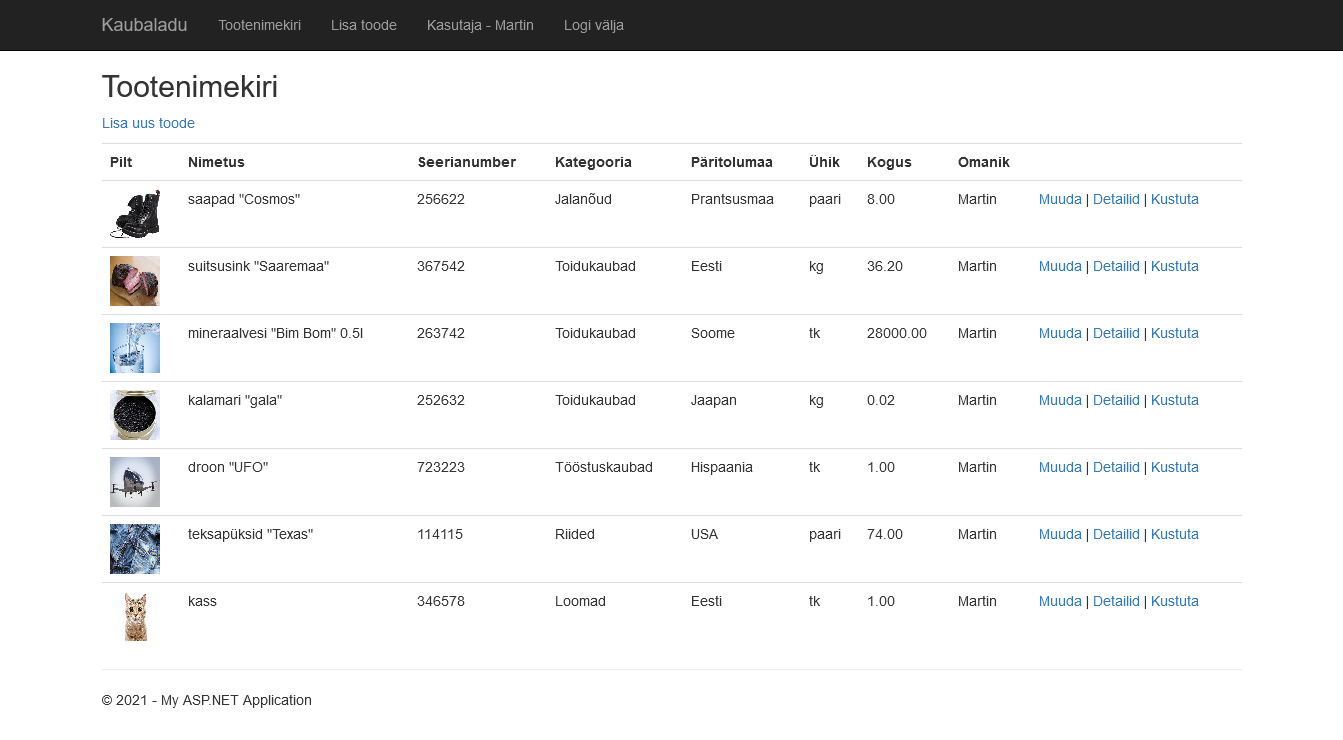 Kaubaladu Tootenimekiri Lisa toode Kasutaja - Martin Logi välja
Tootenimekiri
Lisa uus toode
Pilt Nimetus Seerianumber Kategooria Päritolumaa Ühik Kogus Omanik
saapad "Cosmos" 256622 Jalanõud Prantsusmaa paari 8.00 Martin Muuda | Detailid | Kustuta
suitsusink "Saaremaa" 367542 Toidukaubad Eesti kg 36.20 Martin Muuda | Detailid | Kustuta
mineraalvesi "Bim Bom" 0.5l 263742 Toidukaubad Soome tk 28000.00 Martin Muuda | Detailid | Kustuta
kalamari "gala" 252632 Toidukaubad Jaapan kg 0.02 Martin Muuda | Detailid | Kustuta
droon "UFO" 723223 Tööstuskaubad Hispaania tk 1.00 Martin Muuda | Detailid | Kustuta
teksapüksid "Texas" 114115 Riided USA paari 74.00 Martin Muuda | Detailid | Kustuta
kass 346578 Loomad Eesti tk 1.00 Martin Muuda | Detailid | Kustuta
© 2021 - My ASP.NET Application